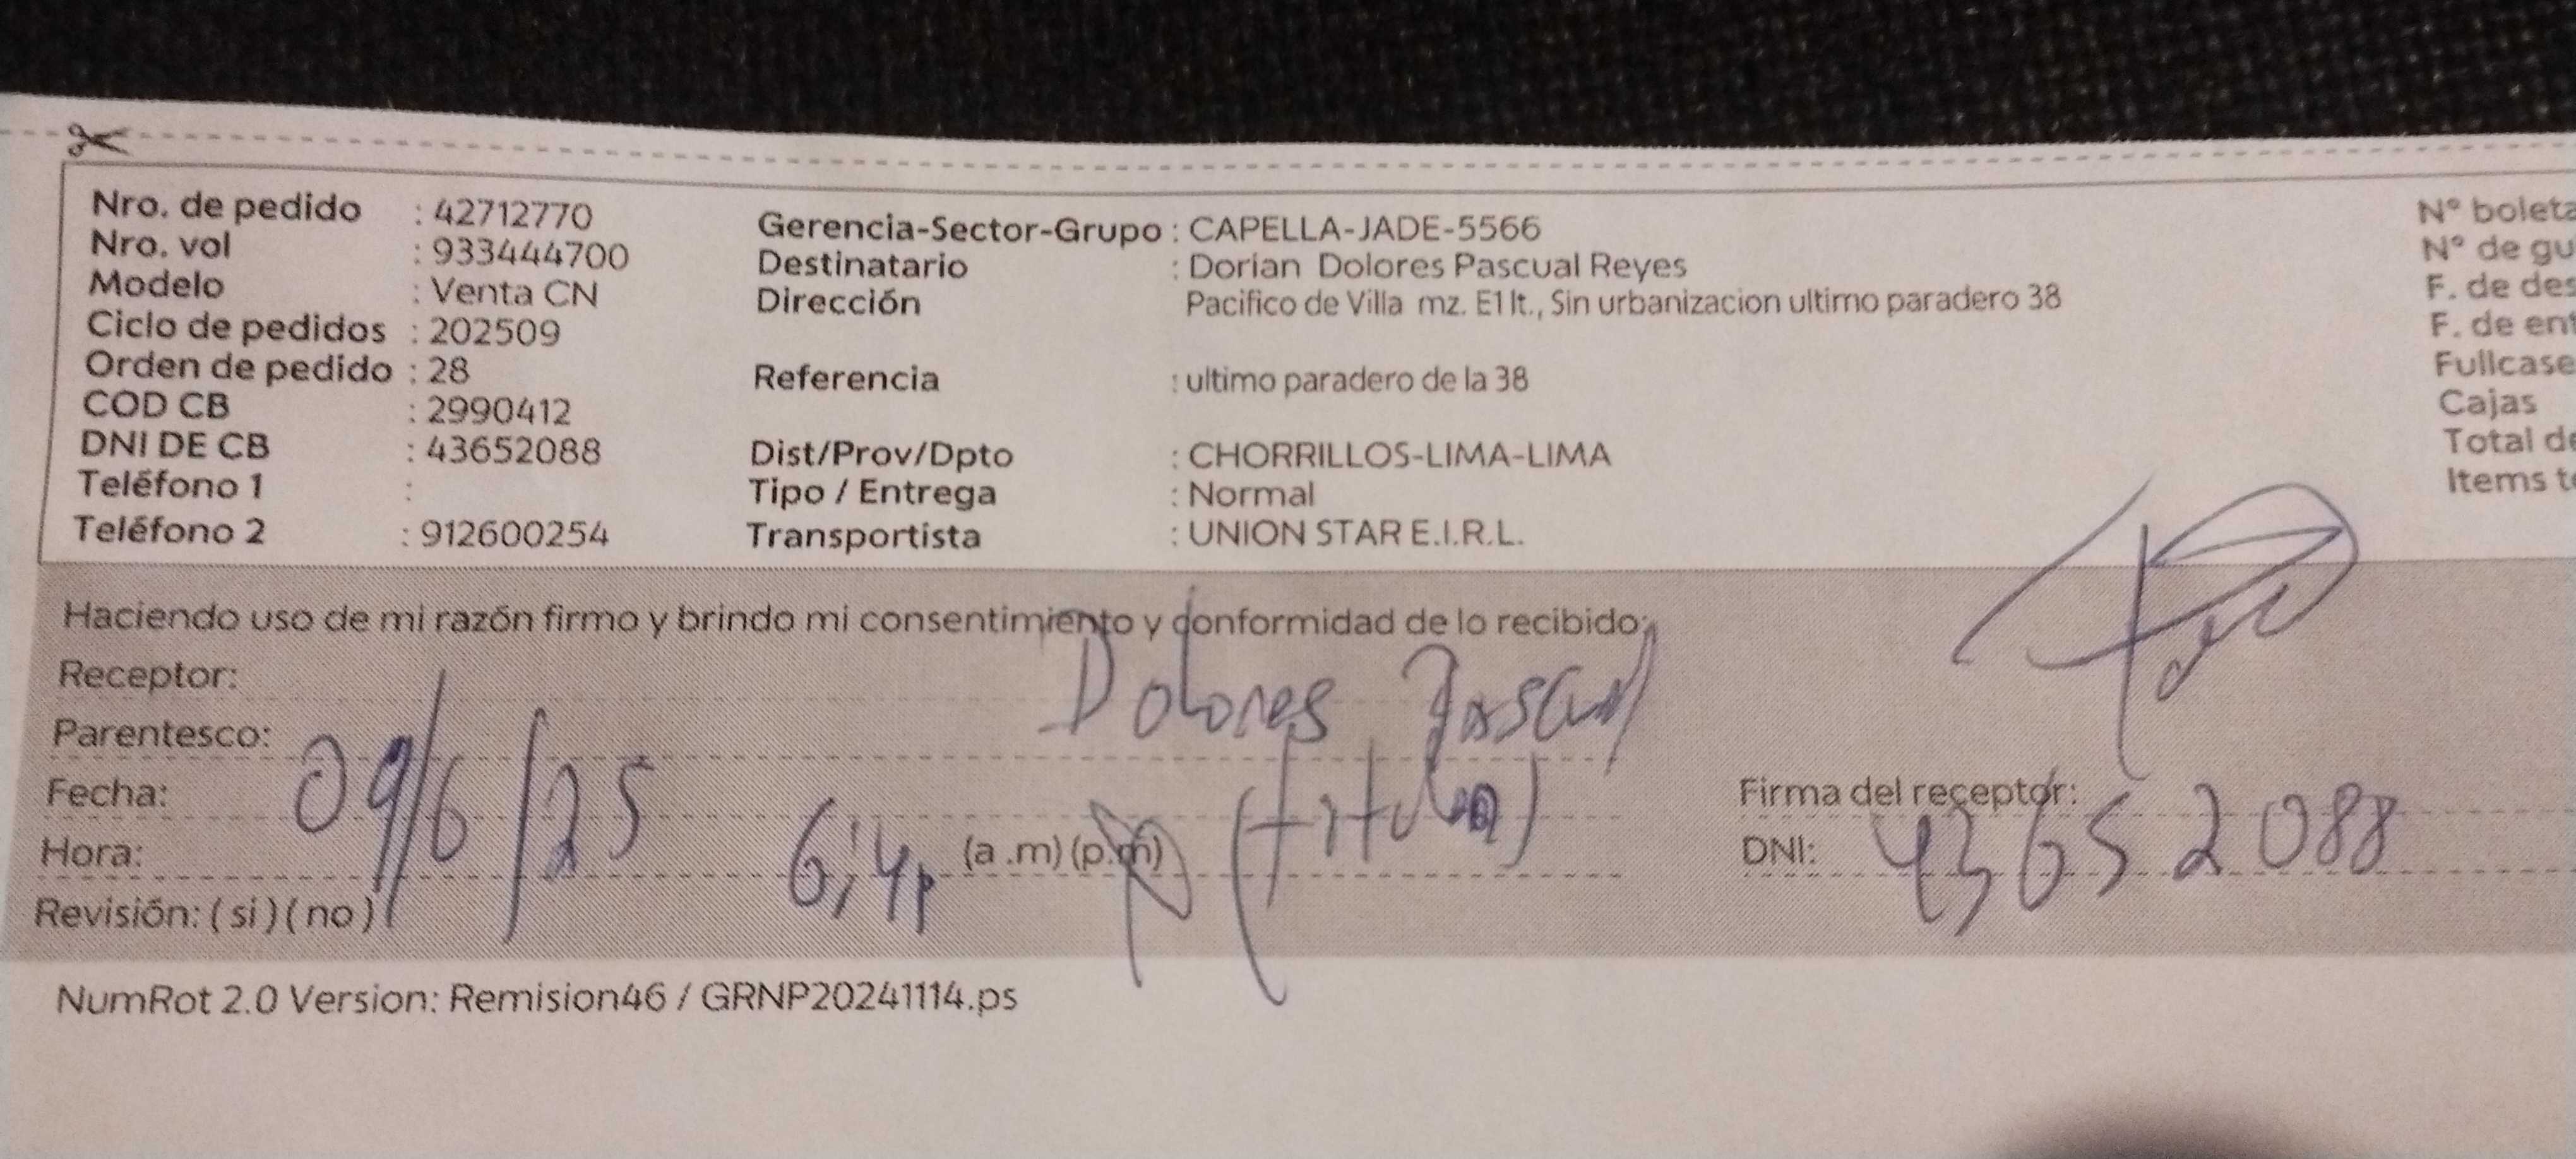 Nro. de pedido : 42712770
Nro. vol : 933444700
Modelo : Venta CN
Ciclo de pedidos : 202509
Orden de pedido : 28
COD CB : 2990412
DNI DE CB : 43652088
Teléfono 1 :
Teléfono 2 : 912600254
Gerencia-Sector-Grupo : CAPELLA-JADE-5566
Destinatario : Dorian Dolores Pascual Reyes
Dirección Pacifico de Villa mz. E1 lt., Sin urbanizacion ultimo paradero 38
Referencia : ultimo paradero de la 38
Dist/Prov/Dpto : CHORRILLOS-LIMA-LIMA
Tipo / Entrega : Normal
Transportista : UNION STAR E.I.R.L.
N° boleta
N° de gu
F. de des
F. de ent
Fullcase
Cajas
Total de
Items t
Haciendo uso de mi razón firmo y brindo mi consentimiento y conformidad de lo recibido:
Receptor: Dolores Pascual
Parentesco:
Fecha: 09/6/25
Hora: (a .m) (p.m) (titular)
Revisión: ( si ) ( no )
Firma del receptor:
DNI: 43652088
NumRot 2.0 Version: Remision46 / GRNP20241114.ps